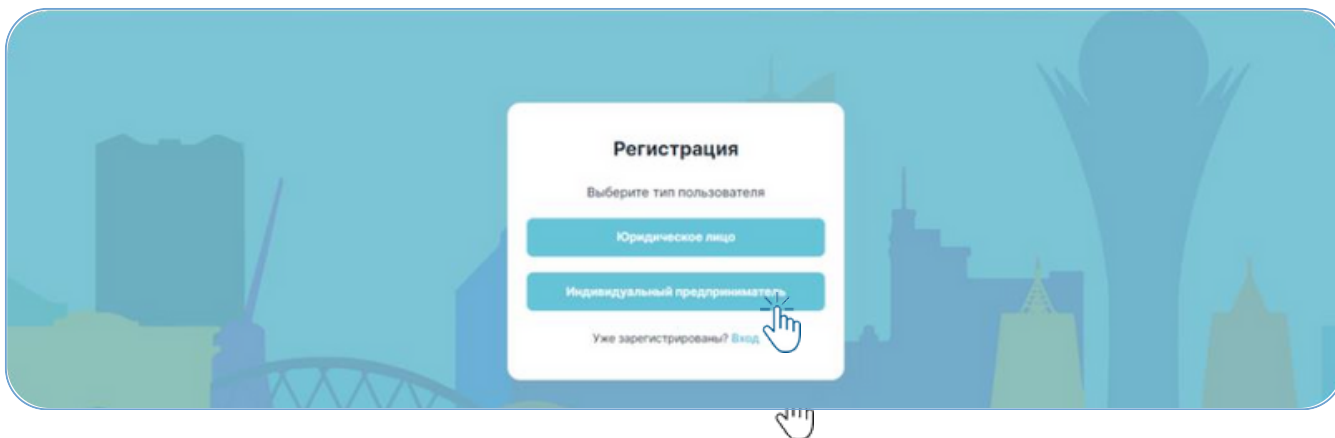 Регистрация
Выберите тип пользователя
Юридическое лицо
Индивидуальный предприниматель
Уже зарегистрированы? Вход